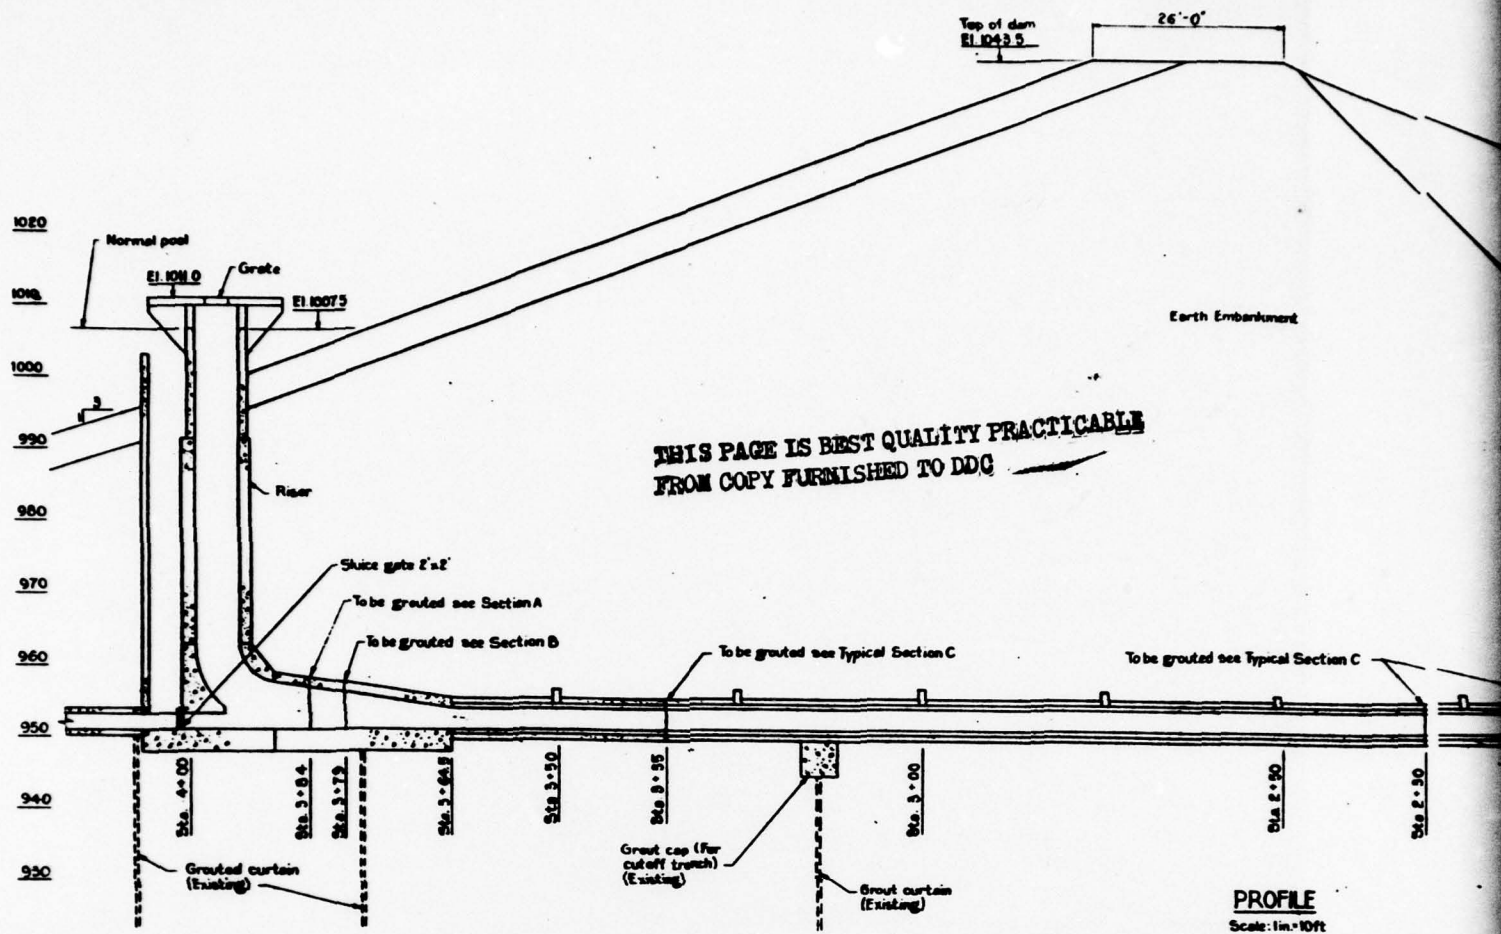 Top of dam
El. 1043.5
26'-0"
1020
Normal pool
El. 1011.0
Grate
1010
El. 1007.5
Earth Embankment
1000
3
1
990
THIS PAGE IS BEST QUALITY PRACTICABLE
FROM COPY FURNISHED TO DDC
Riser
980
Sluice gate 2'x2'
970
To be grouted see Section A
To be grouted see Section B
960
To be grouted see Typical Section C
To be grouted see Typical Section C
950
Sta. 4+00
Sta. 3+84
Sta. 3+79
Sta. 3+64.5
Sta. 3+50
Sta. 3+35
Sta. 3+00
Sta. 2+50
Sta. 2+30
940
Grout cap (For
cutoff trench)
(Existing)
Grouted curtain
(Existing)
930
Grout curtain
(Existing)
PROFILE
Scale: 1in.=10ft